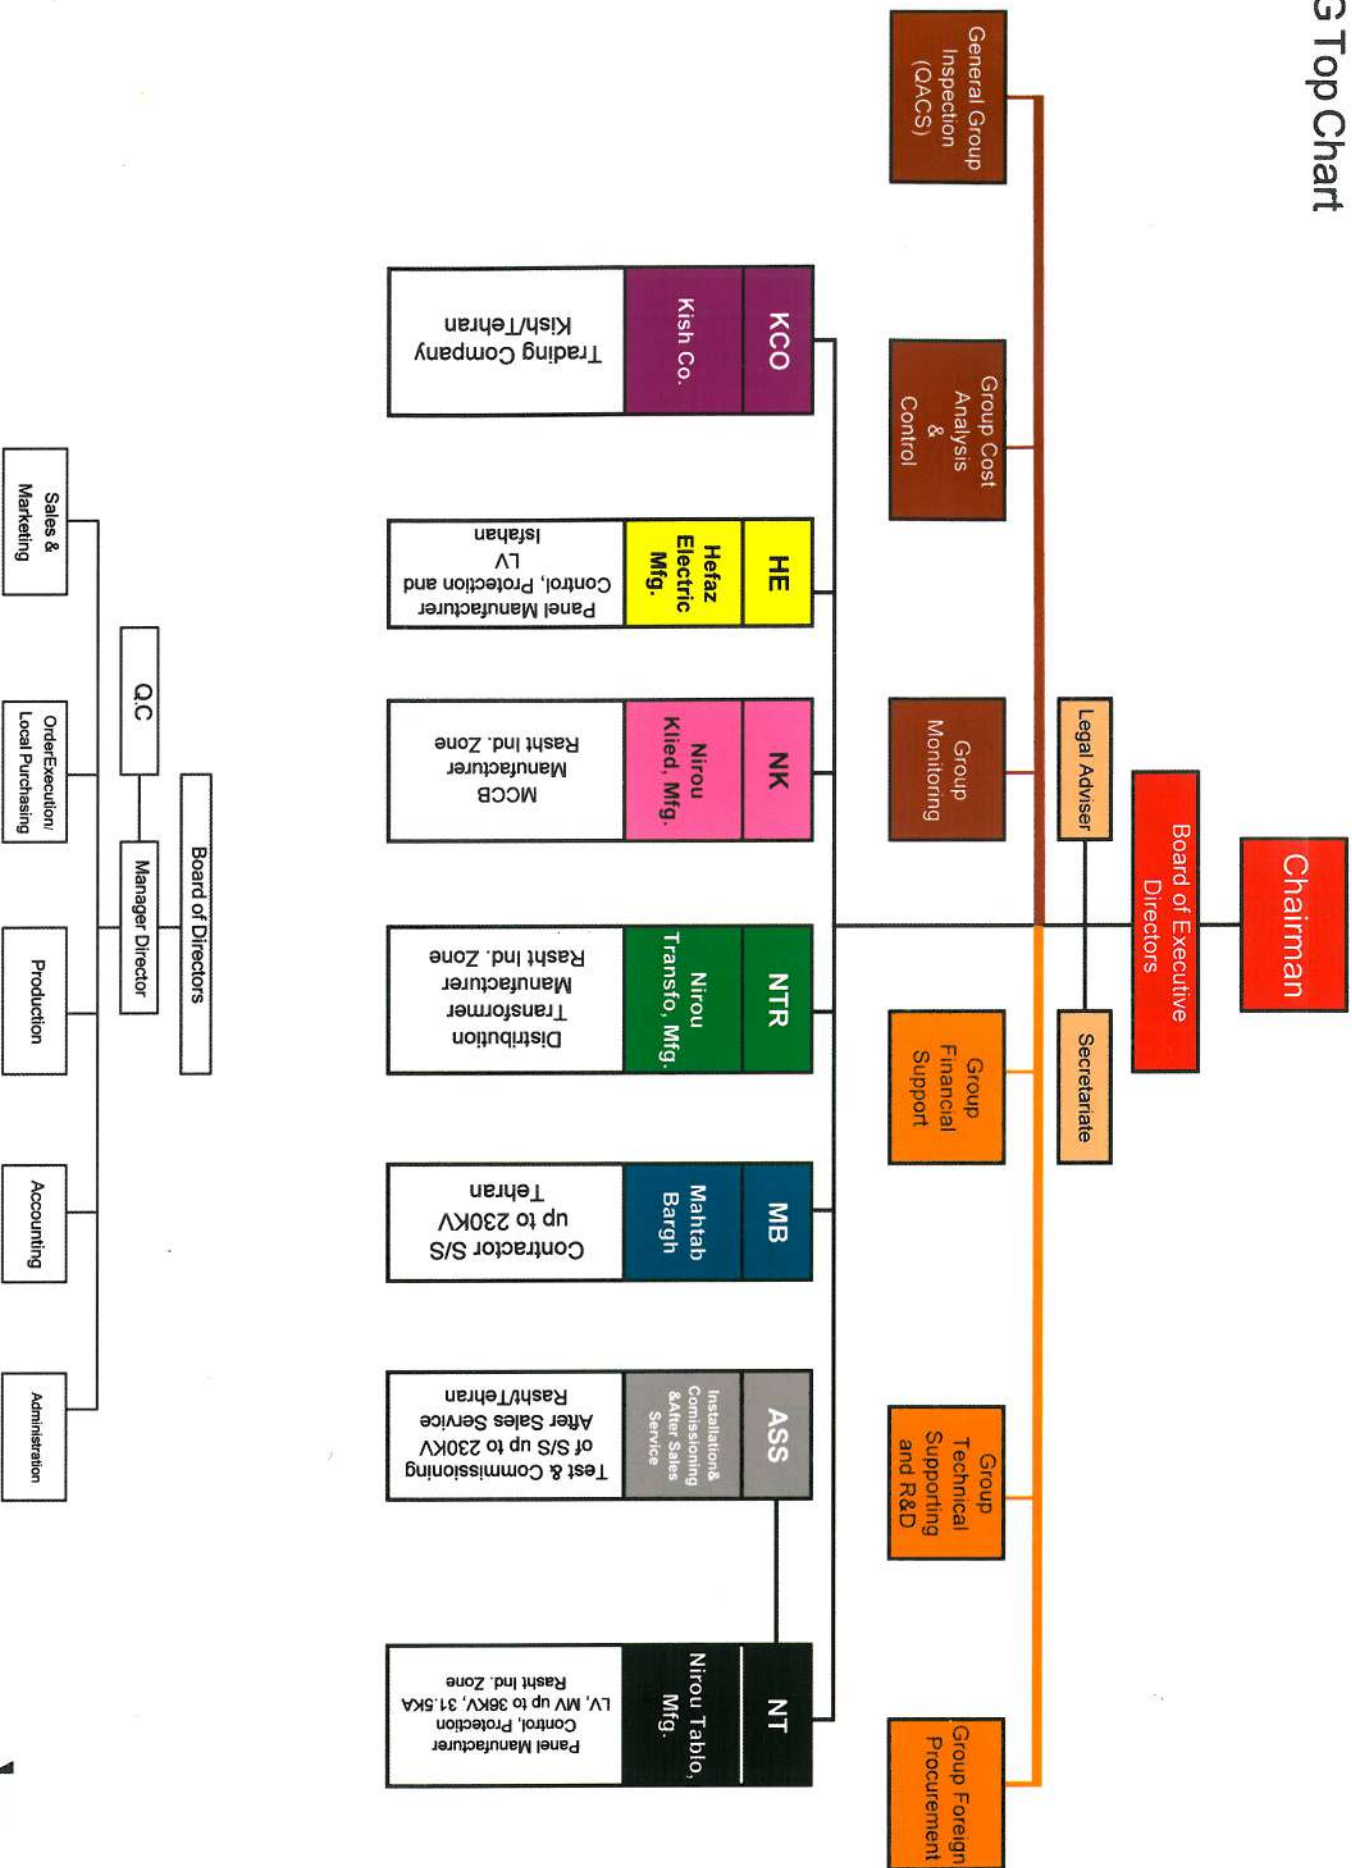 G Top Chart
Chairman
Board of Executive
Directors
Legal Adviser
Secretariate
General Group
Inspection
(QACS)
Group Cost
Analysis
&
Control
Group
Monitoring
Group
Financial
Support
Group
Technical
Supporting
and R&D
Group Foreign
Procurement
KCO
Kish Co.
Trading Company
Kish/Tehran
HE
Hefaz
Electric
Mfg.
Panel Manufacturer
Control, Protection and
LV
Isfahan
NK
Nirou
Klied, Mfg.
MCCB
Manufacturer
Rasht Ind. Zone
NTR
Nirou
Transfo, Mfg.
Distribution
Transformer
Manufacturer
Rasht Ind. Zone
MB
Mahtab
Bargh
Contractor S/S
up to 230KV
Tehran
ASS
Installation&
Comissioning
&After Sales
Service
Test & Commissioning
of S/S up to 230KV
After Sales Service
Rasht/Tehran
NT
Nirou Tablo,
Mfg.
Panel Manufacturer
Control, Protection
LV, MV up to 36KV, 31.5KA
Rasht Ind. Zone
Board of Directors
Q.C
Manager Director
Sales &
Marketing
OrderExecution/
Local Purchasing
Production
Accounting
Administration